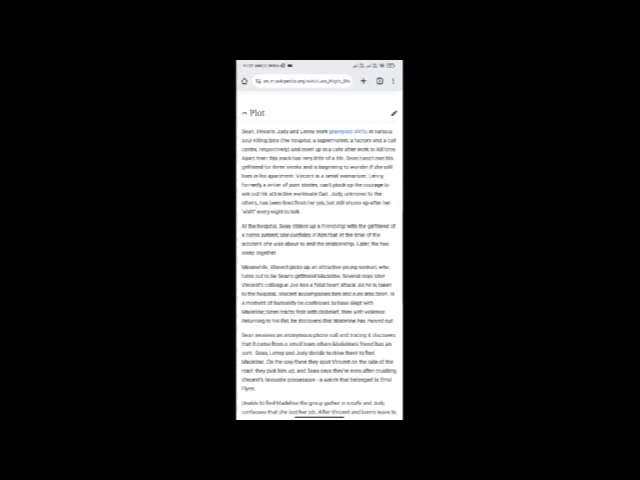 en.m.wikipedia.org/wiki/Late_Night_Sho
Plot
Sean, Vincent, Jody and Lenny work graveyard shifts in various
soul-killing jobs (the hospital, a supermarket, a factory and a call
centre, respectively) and meet up in a cafe after work to kill time.
Apart from this each has very little of a life. Sean hasn't met his
girlfriend for three weeks and is beginning to wonder if she still
lives in his apartment. Vincent is a serial womaniser. Lenny
formerly a writer of porn stories, can't pluck up the courage to
ask out his attractive workmate Gail. Jody, unknown to the
others, has been fired from her job, but still shows up after her
"shift" every night to talk.
At the hospital, Sean strikes up a friendship with the girlfriend of
a coma patient; she confides in him that at the time of the
accident she was about to end the relationship. Later, the two
sleep together.
Meanwhile, Vincent picks up an attractive young woman, who
turns out to be Sean's girlfriend Madeline. Several days later
Vincent's colleague Joe has a fatal heart attack. As he is taken
to the hospital, Vincent accompanies him and runs into Sean. In
a moment of humanity he confesses to have slept with
Madeline; Sean reacts first with disbelief, then with violence.
Returning to his flat, he discovers that Madeline has moved out.
Sean receives an anonymous phone call and tracing it discovers
that it came from a small town where Madeline's friend has an
aunt. Sean, Lenny and Jody decide to drive there to find
Madeline. On the way there they spot Vincent on the side of the
road; they pick him up, and Sean says they're even after crushing
Vincent's favourite possession - a watch that belonged to Errol
Flynn.
Unable to find Madeline the group gather in a cafe and Jody
confesses that she lost her job. After Vincent and Lenny leave to